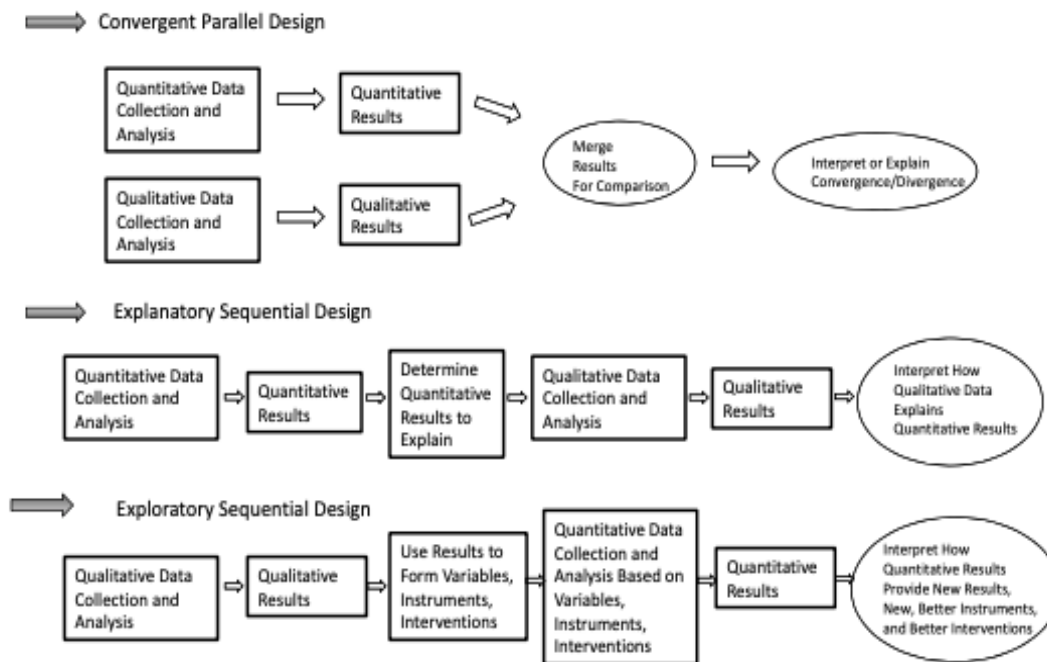 Convergent Parallel Design
Quantitative Data
Collection and
Analysis
Quantitative
Results
Qualitative Data
Collection and
Analysis
Qualitative
Results
Merge
Results
For Comparison
Interpret or Explain
Convergence/Divergence
Explanatory Sequential Design
Quantitative Data
Collection and
Analysis
Quantitative
Results
Determine
Quantitative
Results to
Explain
Qualitative Data
Collection and
Analysis
Qualitative
Results
Interpret How
Qualitative Data
Explains
Quantitative Results
Exploratory Sequential Design
Qualitative Data
Collection and
Analysis
Qualitative
Results
Use Results to
Form Variables,
Instruments,
Interventions
Quantitative Data
Collection and
Analysis Based on
Variables,
Instruments,
Interventions
Quantitative
Results
Interpret How
Quantitative Results
Provide New Results,
New, Better Instruments,
and Better Interventions